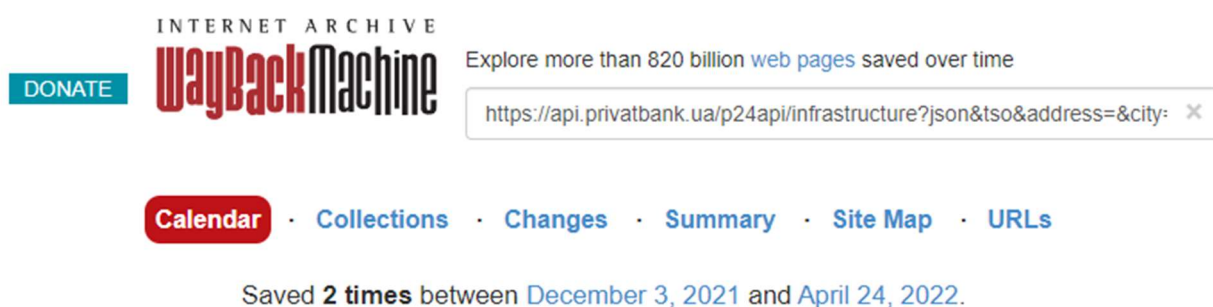 INTERNET ARCHIVE
WayBackMachine
DONATE
Explore more than 820 billion web pages saved over time
https://api.privatbank.ua/p24api/infrastructure?json&tso&address=&city= ×
Calendar · Collections · Changes · Summary · Site Map · URLs
Saved 2 times between December 3, 2021 and April 24, 2022.